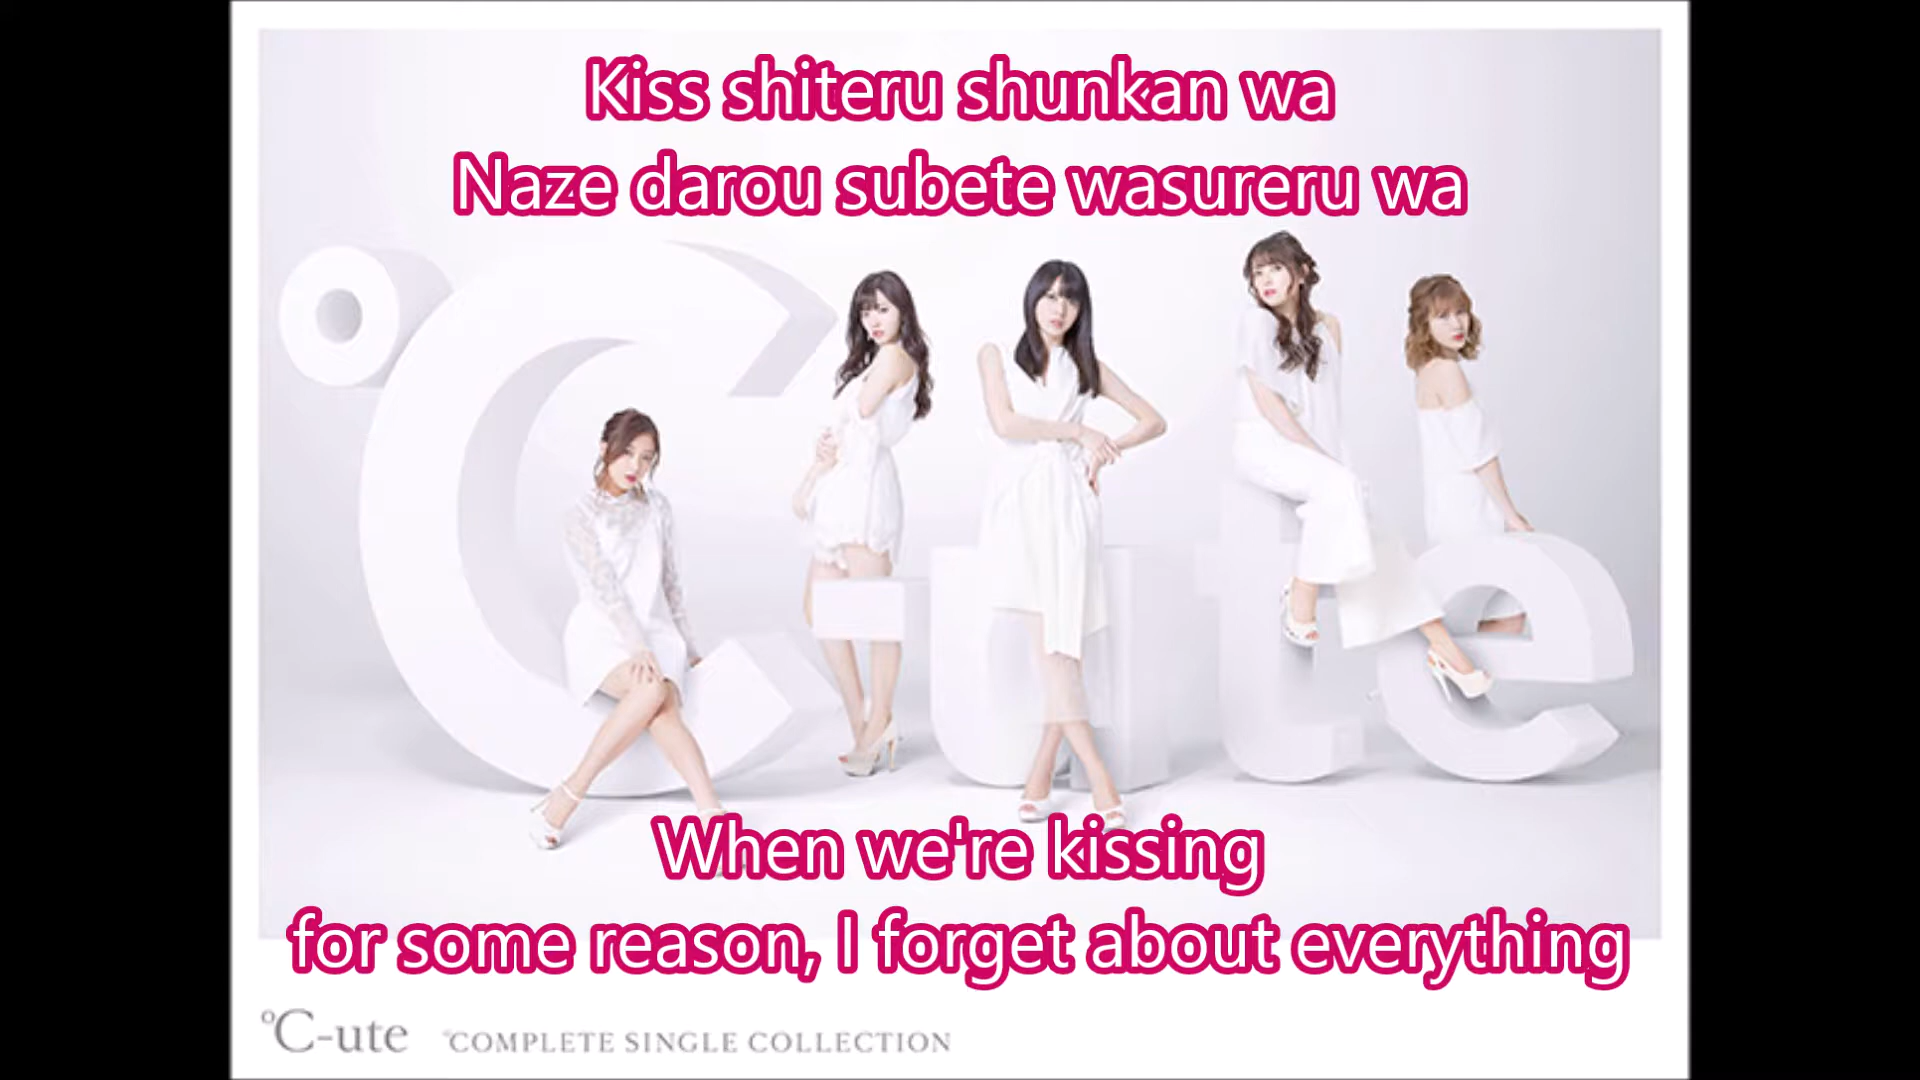 Kiss shiteru shunkan wa
Naze darou subete wasureru wa
°C-ute
When we're kissing
for some reason, I forget about everything
°C-ute °COMPLETE SINGLE COLLECTION